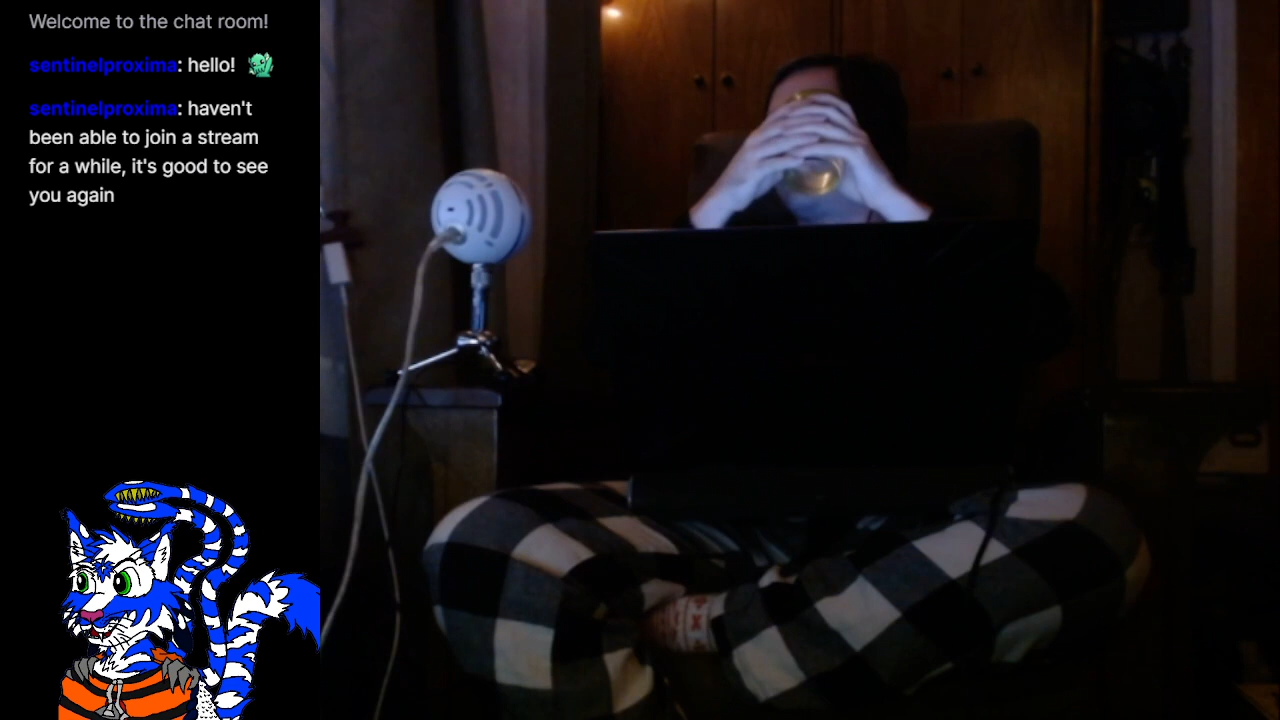 Welcome to the chat room!
sentinelproxima: hello!
sentinelproxima: haven't
been able to join a stream
for a while, it's good to see
you again